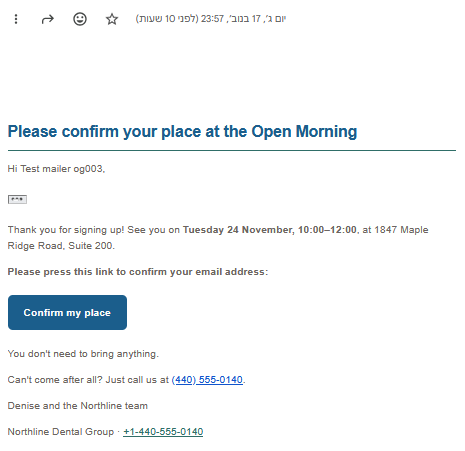 יום ג׳, 17 בנוב׳, 23:57 (לפני 10 שעות)
Please confirm your place at the Open Morning
Hi Test mailer og003,
Thank you for signing up! See you on Tuesday 24 November, 10:00–12:00, at 1847 Maple
Ridge Road, Suite 200.
Please press this link to confirm your email address:
Confirm my place
You don't need to bring anything.
Can't come after all? Just call us at (440) 555-0140.
Denise and the Northline team
Northline Dental Group · +1-440-555-0140